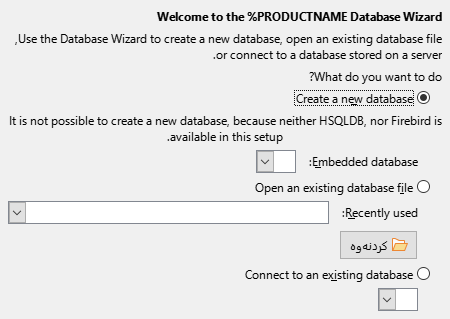 Welcome to the %PRODUCTNAME Database Wizard
Use the Database Wizard to create a new database, open an existing database file,
or connect to a database stored on a server.
What do you want to do?
Create a new database
It is not possible to create a new database, because neither HSQLDB, nor Firebird is
available in this setup.
Embedded database:
Open an existing database file
Recently used:
کردنەوە
Connect to an existing database